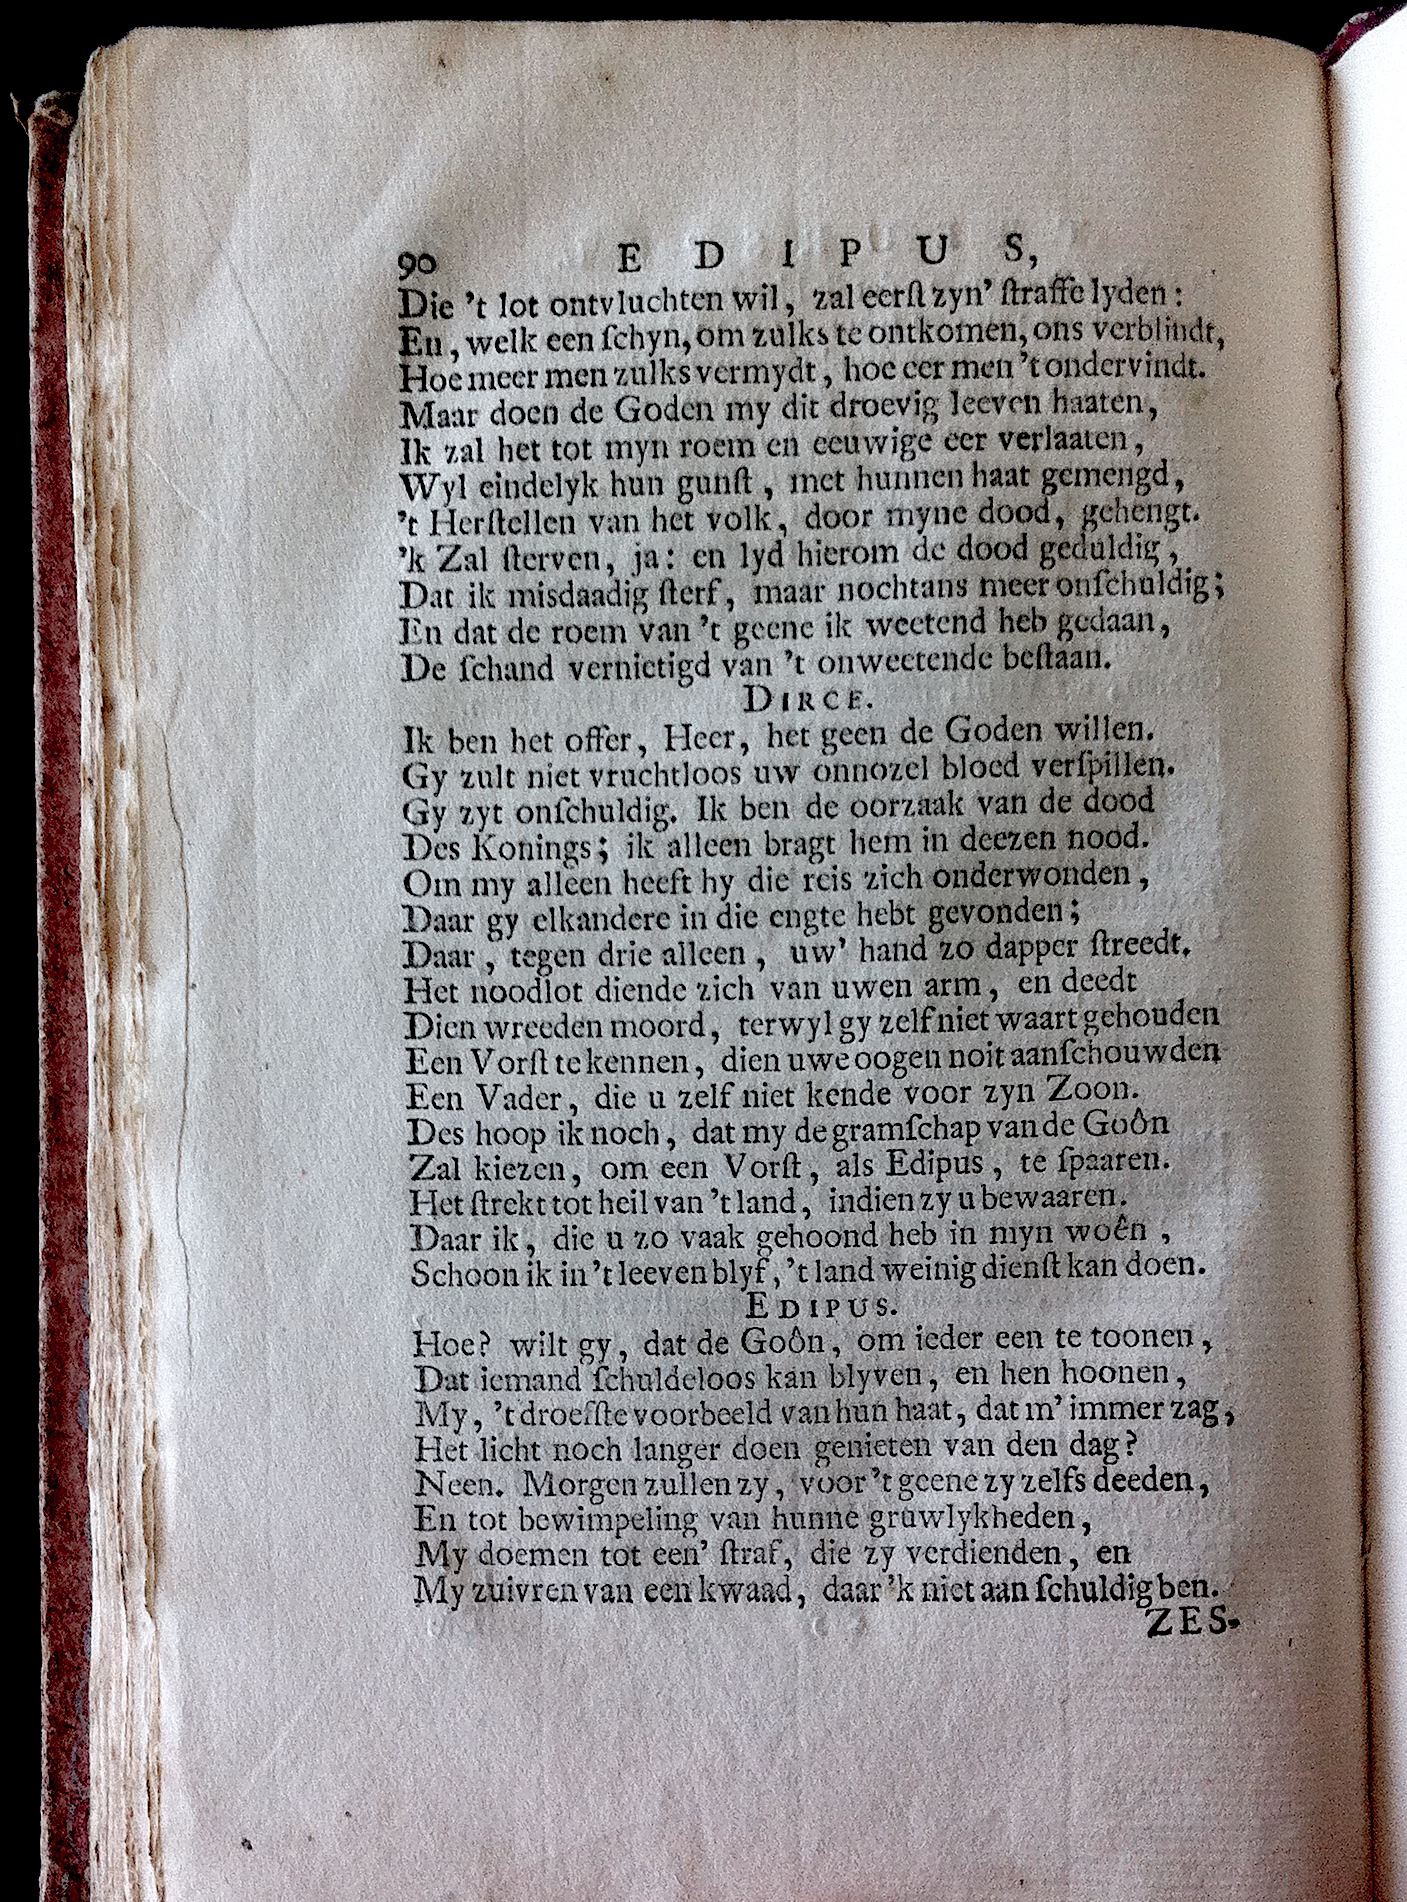 90 E D I P U S,
Die 't lot ontvluchten wil, zal eerſt zyn' ſtraffe lyden:
En, welk een ſchyn, om zulks te ontkomen, ons verblindt,
Hoe meer men zulks vermydt, hoe eer men 't ondervindt.
Maar doen de Goden my dit droevig leeven haaten,
Ik zal het tot myn roem en eeuwige eer verlaaten,
Wyl eindelyk hun gunſt, met hunnen haat gemengd,
't Herſtellen van het volk, door myne dood, gehengt.
'k Zal ſterven, ja: en lyd hierom de dood geduldig,
Dat ik misdaadig ſterf, maar nochtans meer onſchuldig;
En dat de roem van 't geene ik weetend heb gedaan,
De ſchand vernietigd van 't onweetende beſtaan.
DIRCE.
Ik ben het offer, Heer, het geen de Goden willen.
Gy zult niet vruchtloos uw onnozel bloed verſpillen.
Gy zyt onſchuldig. Ik ben de oorzaak van de dood
Des Konings; ik alleen bragt hem in deezen nood.
Om my alleen heeft hy die reis zich onderwonden,
Daar gy elkandere in die engte hebt gevonden;
Daar, tegen drie alleen, uw' hand zo dapper ſtreedt.
Het noodlot diende zich van uwen arm, en deedt
Dien wreeden moord, terwyl gy zelf niet waart gehouden
Een Vorſt te kennen, dien uwe oogen noit aanſchouwden
Een Vader, die u zelf niet kende voor zyn Zoon.
Des hoop ik noch, dat my de gramſchap van de Goôn
Zal kiezen, om een Vorſt, als Edipus, te ſpaaren.
Het ſtrekt tot heil van 't land, indien zy u bewaaren.
Daar ik, die u zo vaak gehoond heb in myn woên,
Schoon ik in 't leeven blyf, 't land weinig dienſt kan doen.
EDIPUS.
Hoe? wilt gy, dat de Goôn, om ieder een te toonen,
Dat iemand ſchuldeloos kan blyven, en hen hoonen,
My, 't droefſte voorbeeld van hun haat, dat m' immer zag,
Het licht noch langer doen genieten van den dag?
Neen. Morgen zullen zy, voor 't geene zy zelfs deeden,
En tot bewimpeling van hunne gruwlykheden,
My doemen tot een' ſtraf, die zy verdienden, en
My zuivren van een kwaad, daar 'k niet aan ſchuldig ben.
ZES-